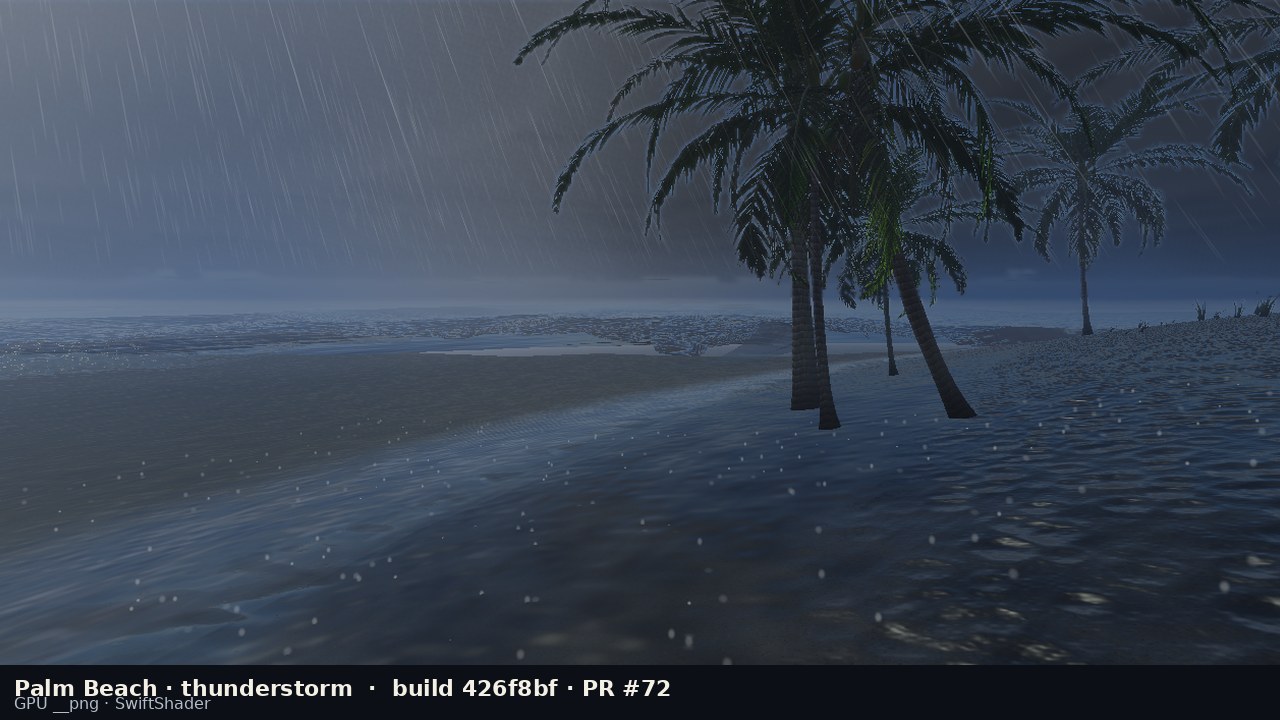 Palm Beach · thunderstorm · build 426f8bf · PR #72
GPU __png · SwiftShader